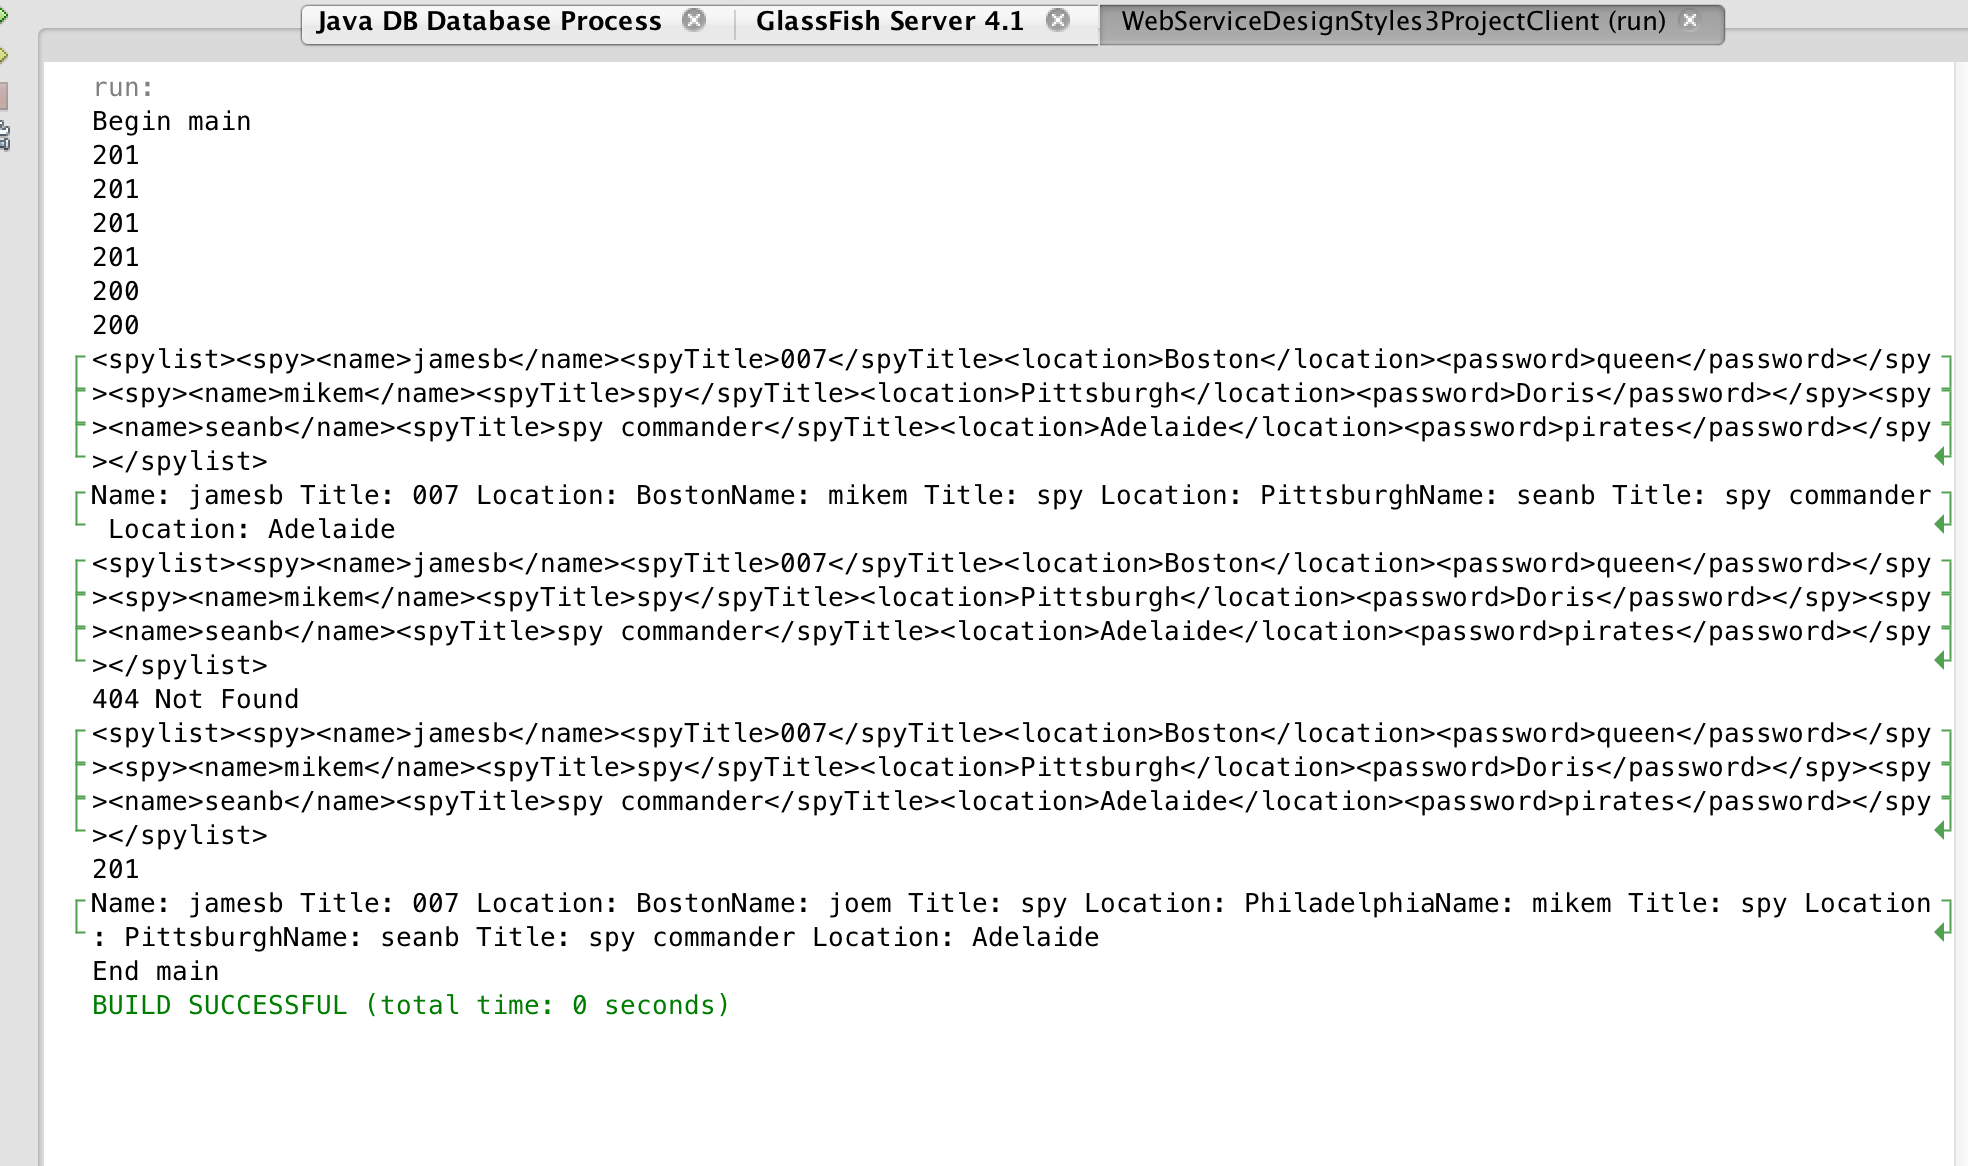 Java DB Database Process GlassFish Server 4.1 WebServiceDesignStyles3ProjectClient (run)
run:
Begin main
201
201
201
201
200
200
<spylist><spy><name>jamesb</name><spyTitle>007</spyTitle><location>Boston</location><password>queen</password></spy
><spy><name>mikem</name><spyTitle>spy</spyTitle><location>Pittsburgh</location><password>Doris</password></spy><spy
><name>seanb</name><spyTitle>spy commander</spyTitle><location>Adelaide</location><password>pirates</password></spy
></spylist>
Name: jamesb Title: 007 Location: BostonName: mikem Title: spy Location: PittsburghName: seanb Title: spy commander
 Location: Adelaide
<spylist><spy><name>jamesb</name><spyTitle>007</spyTitle><location>Boston</location><password>queen</password></spy
><spy><name>mikem</name><spyTitle>spy</spyTitle><location>Pittsburgh</location><password>Doris</password></spy><spy
><name>seanb</name><spyTitle>spy commander</spyTitle><location>Adelaide</location><password>pirates</password></spy
></spylist>
404 Not Found
<spylist><spy><name>jamesb</name><spyTitle>007</spyTitle><location>Boston</location><password>queen</password></spy
><spy><name>mikem</name><spyTitle>spy</spyTitle><location>Pittsburgh</location><password>Doris</password></spy><spy
><name>seanb</name><spyTitle>spy commander</spyTitle><location>Adelaide</location><password>pirates</password></spy
></spylist>
201
Name: jamesb Title: 007 Location: BostonName: joem Title: spy Location: PhiladelphiaName: mikem Title: spy Location
: PittsburghName: seanb Title: spy commander Location: Adelaide
End main
BUILD SUCCESSFUL (total time: 0 seconds)